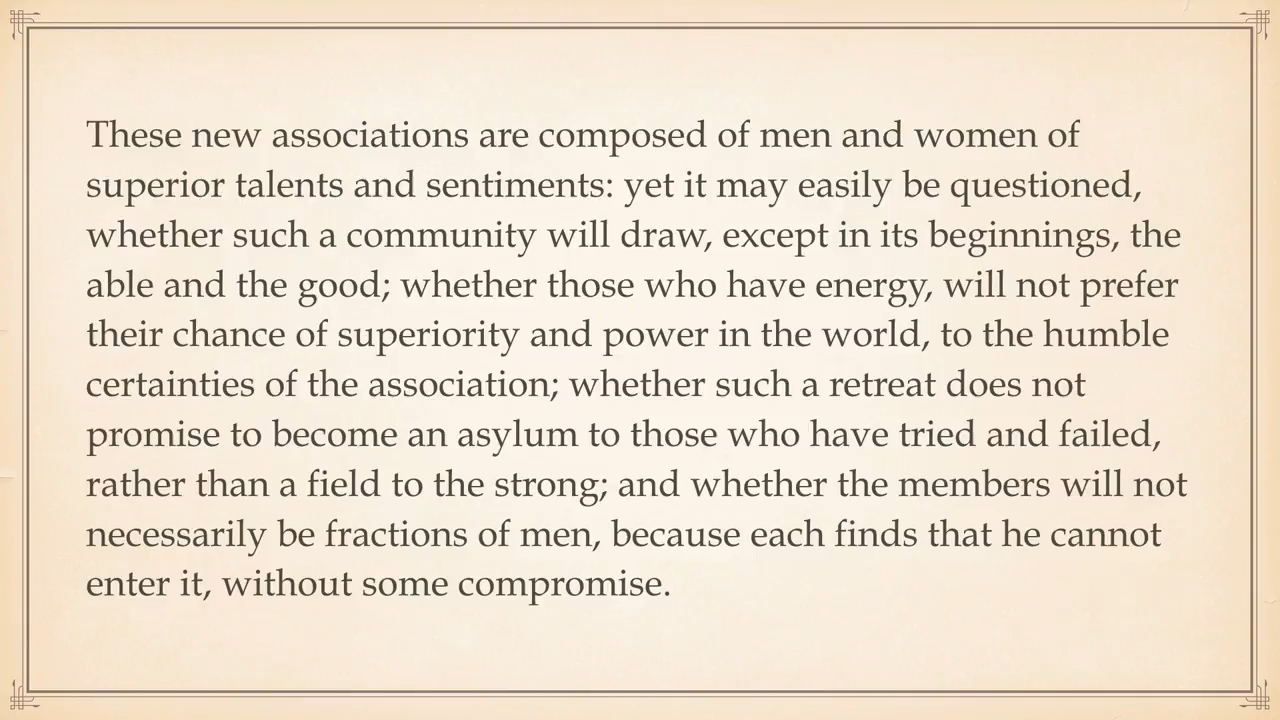 These new associations are composed of men and women of
superior talents and sentiments: yet it may easily be questioned,
whether such a community will draw, except in its beginnings, the
able and the good; whether those who have energy, will not prefer
their chance of superiority and power in the world, to the humble
certainties of the association; whether such a retreat does not
promise to become an asylum to those who have tried and failed,
rather than a field to the strong; and whether the members will not
necessarily be fractions of men, because each finds that he cannot
enter it, without some compromise.